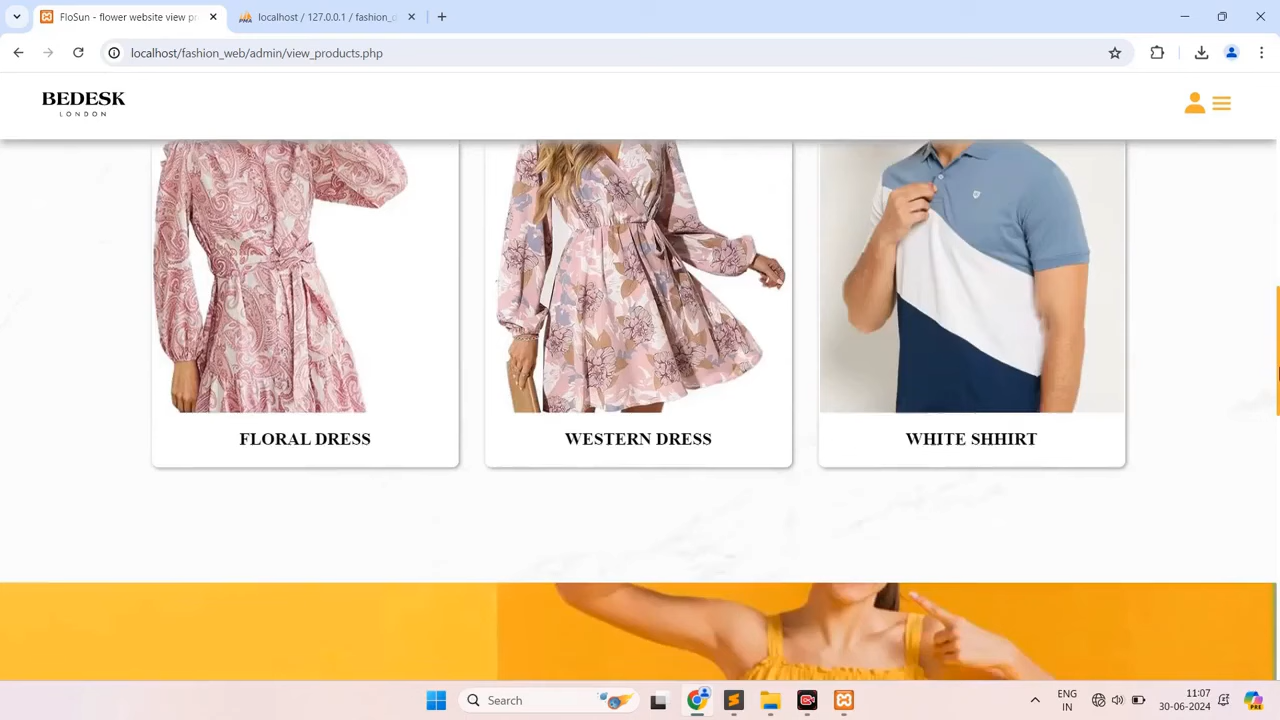 FloSun - flower website view pr
localhost / 127.0.0.1 / fashion_o
localhost/fashion_web/admin/view_products.php
BEDESK
LONDON
FLORAL DRESS
WESTERN DRESS
WHITE SHHIRT
Search
ENG
IN
11:07
30-06-2024